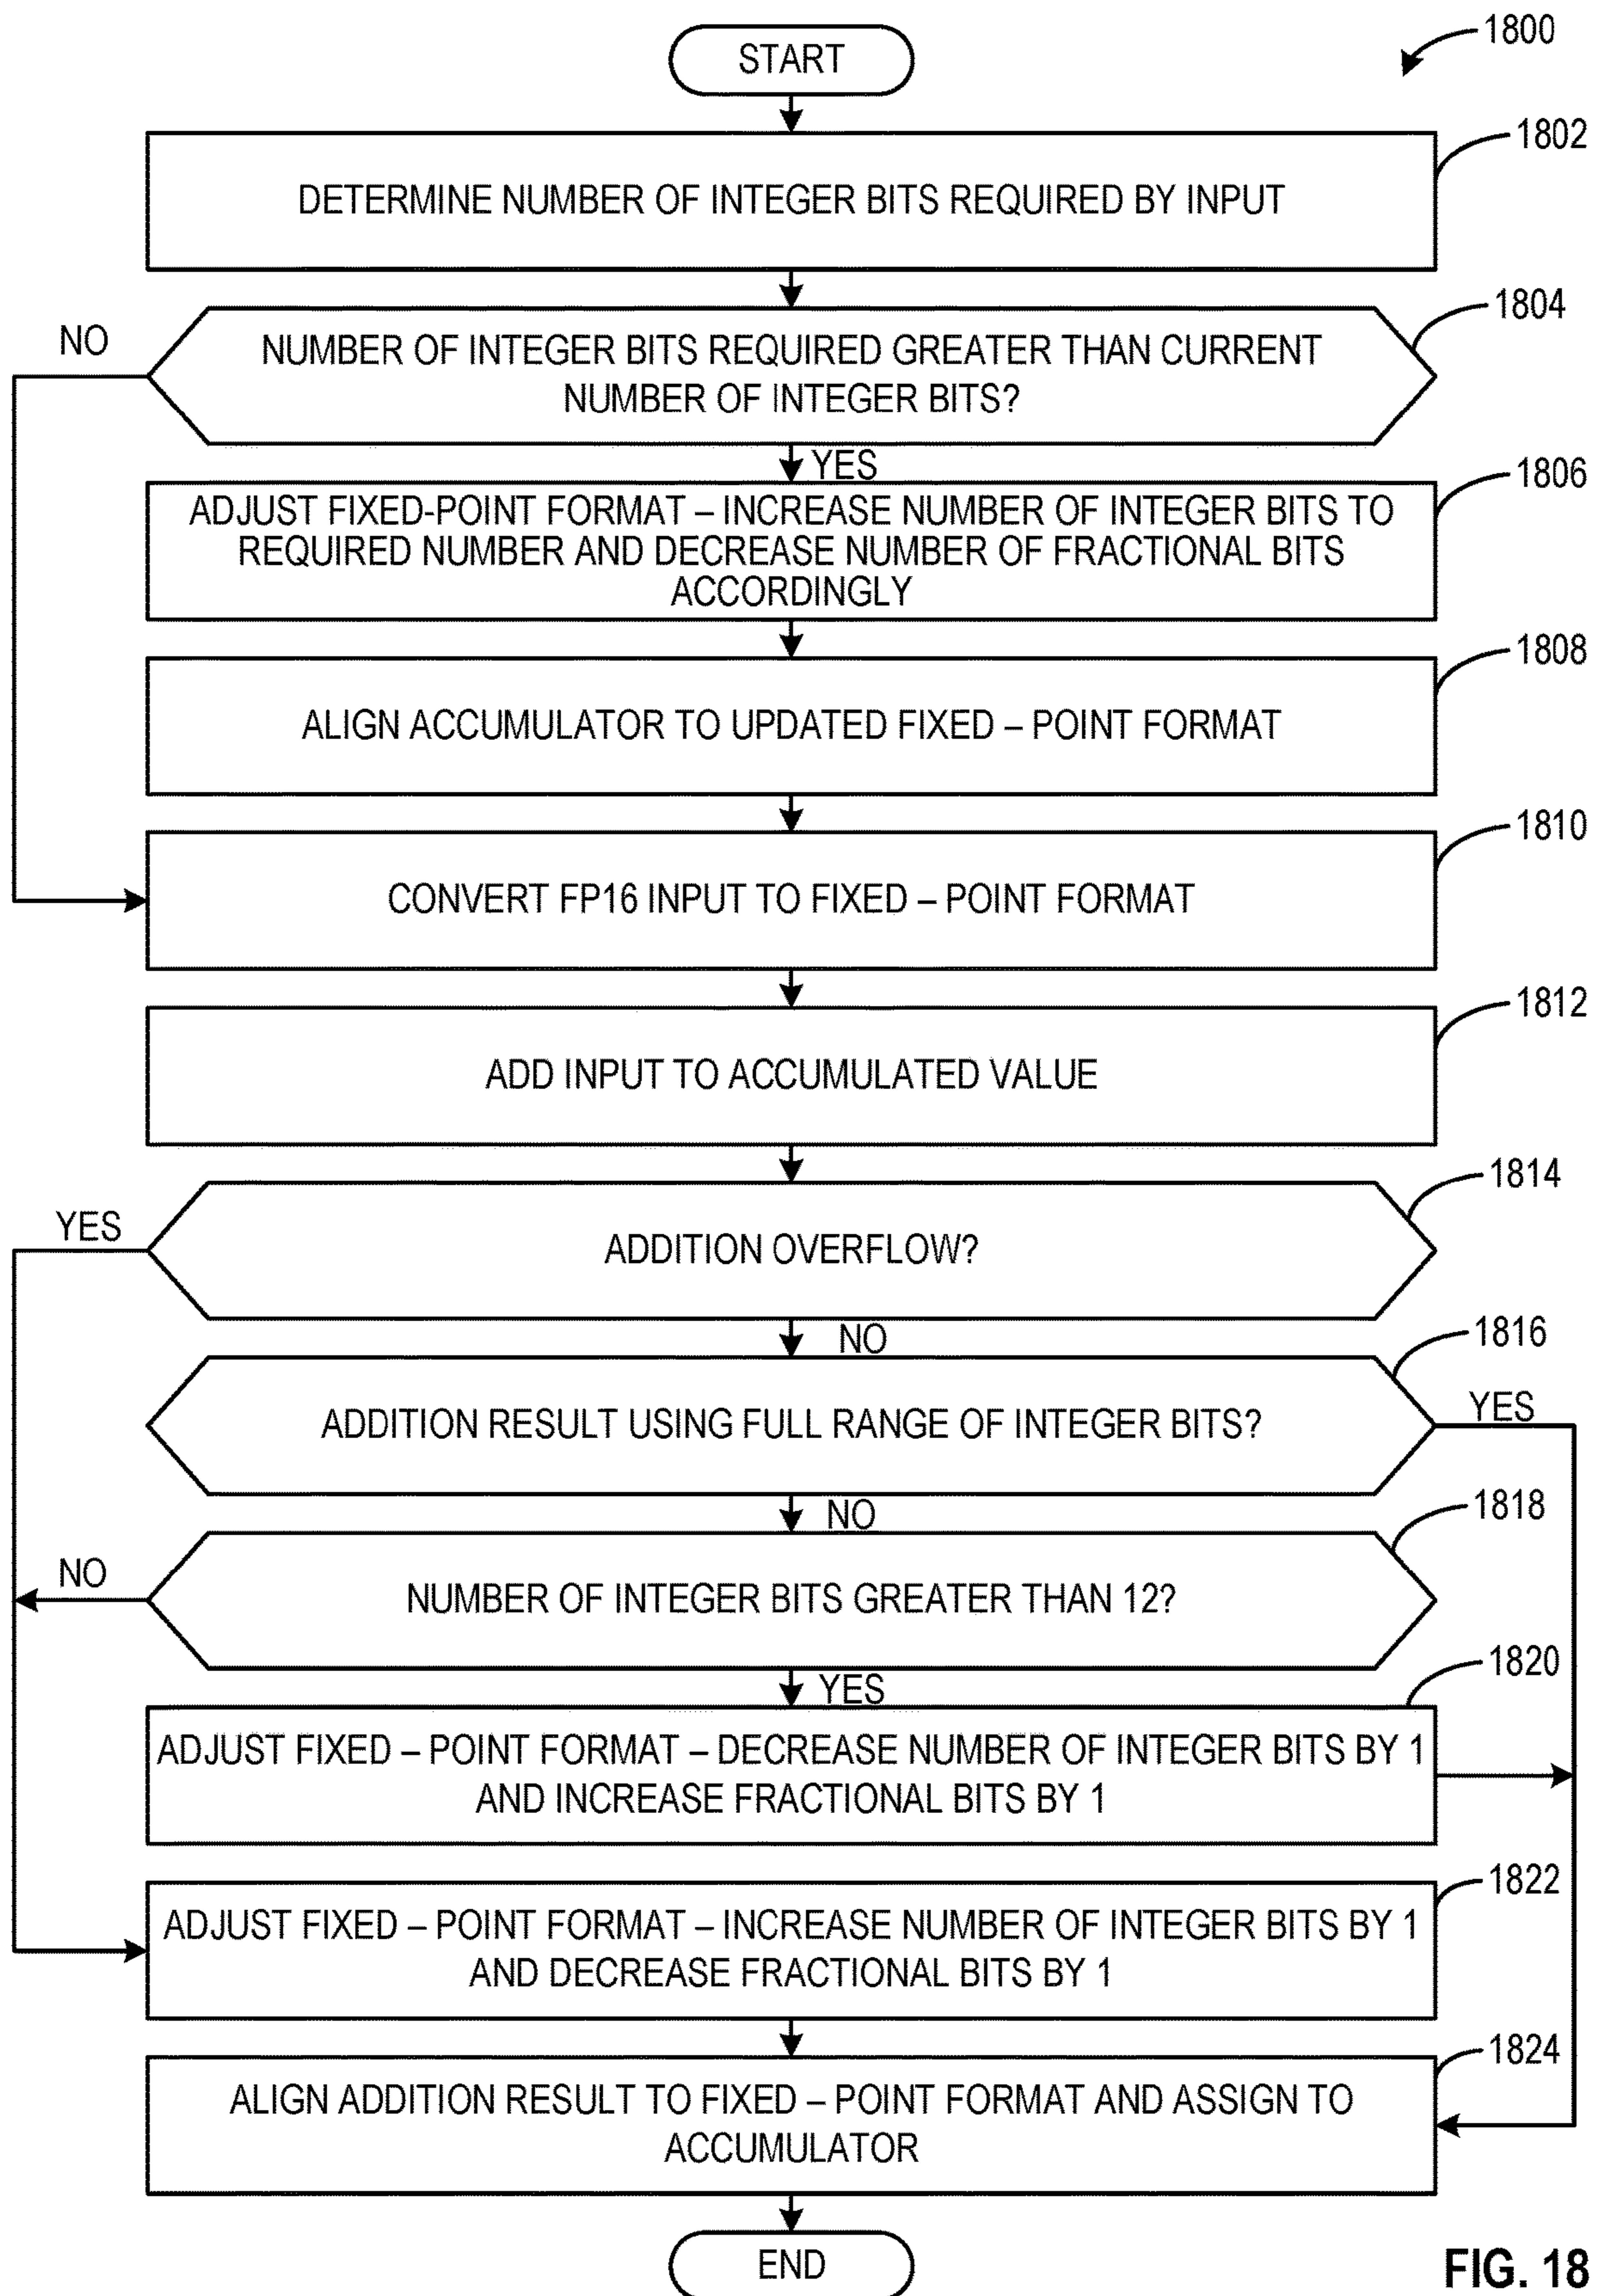 START
1800
1802
DETERMINE NUMBER OF INTEGER BITS REQUIRED BY INPUT
1804
NO
NUMBER OF INTEGER BITS REQUIRED GREATER THAN CURRENT
NUMBER OF INTEGER BITS?
YES
1806
ADJUST FIXED-POINT FORMAT – INCREASE NUMBER OF INTEGER BITS TO
REQUIRED NUMBER AND DECREASE NUMBER OF FRACTIONAL BITS
ACCORDINGLY
1808
ALIGN ACCUMULATOR TO UPDATED FIXED – POINT FORMAT
1810
CONVERT FP16 INPUT TO FIXED – POINT FORMAT
1812
ADD INPUT TO ACCUMULATED VALUE
1814
YES
ADDITION OVERFLOW?
NO
1816
ADDITION RESULT USING FULL RANGE OF INTEGER BITS?
YES
NO
1818
NO
NUMBER OF INTEGER BITS GREATER THAN 12?
YES
1820
ADJUST FIXED – POINT FORMAT – DECREASE NUMBER OF INTEGER BITS BY 1
AND INCREASE FRACTIONAL BITS BY 1
1822
ADJUST FIXED – POINT FORMAT – INCREASE NUMBER OF INTEGER BITS BY 1
AND DECREASE FRACTIONAL BITS BY 1
1824
ALIGN ADDITION RESULT TO FIXED – POINT FORMAT AND ASSIGN TO
ACCUMULATOR
END
FIG. 18